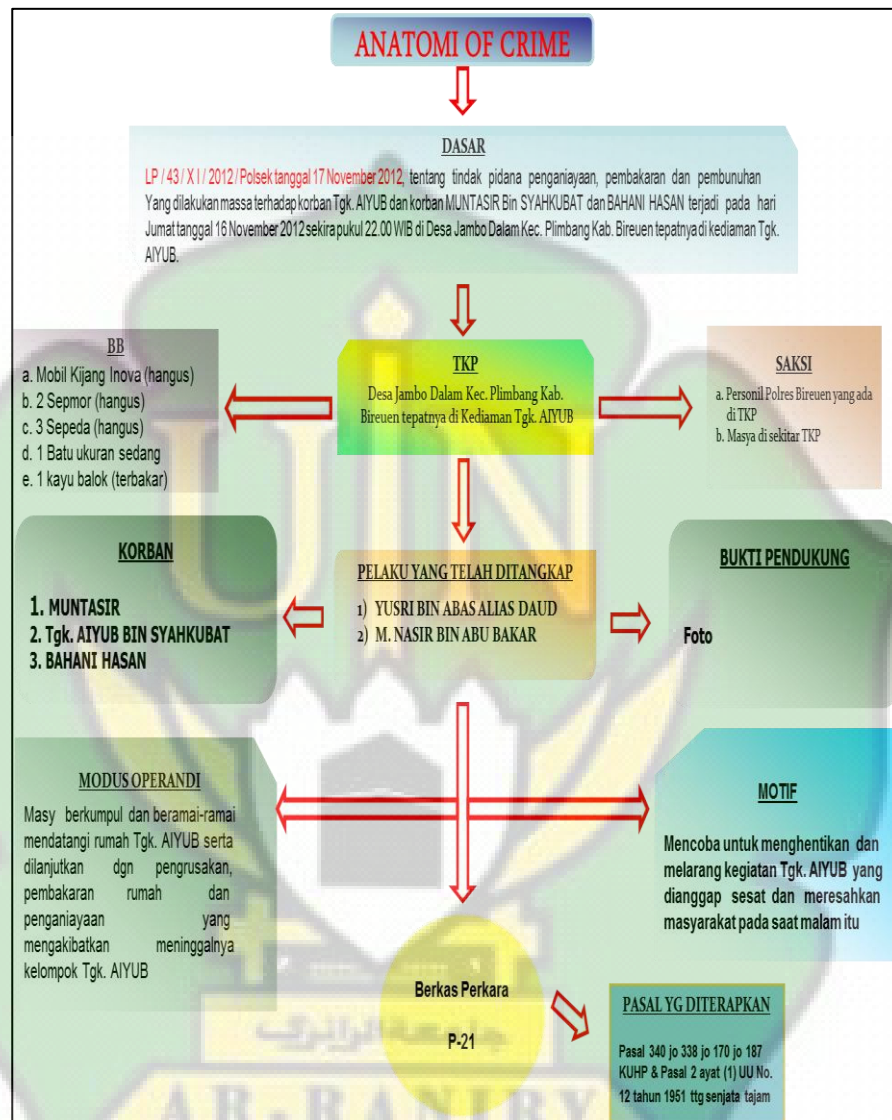 ANATOMI OF CRIME
DASAR
LP / 43 / X I / 2012 / Polsek tanggal 17 November 2012, tentang tindak pidana penganiayaan, pembakaran dan pembunuhan
Yang dilakukan massa terhadap korban Tgk. AIYUB dan korban MUNTASIR Bin SYAHKUBAT dan BAHANI HASAN terjadi pada hari
Jumat tanggal 16 November 2012 sekira pukul 22.00 WIB di Desa Jambo Dalam Kec. Plimbang Kab. Bireuen tepatnya di kediaman Tgk.
AIYUB.
BB
a. Mobil Kijang Inova (hangus)
b. 2 Sepmor (hangus)
c. 3 Sepeda (hangus)
d. 1 Batu ukuran sedang
e. 1 kayu balok (terbakar)
TKP
Desa Jambo Dalam Kec. Plimbang Kab.
Bireuen tepatnya di Kediaman Tgk. AIYUB
SAKSI
a. Personil Polres Bireuen yang ada
di TKP
b. Masya di sekitar TKP
KORBAN
1. MUNTASIR
2. Tgk. AIYUB BIN SYAHKUBAT
3. BAHANI HASAN
PELAKU YANG TELAH DITANGKAP
1) YUSRI BIN ABAS ALIAS DAUD
2) M. NASIR BIN ABU BAKAR
BUKTI PENDUKUNG
Foto
MODUS OPERANDI
Masy berkumpul dan beramai-ramai
mendatangi rumah Tgk. AIYUB serta
dilanjutkan dgn pengrusakan,
pembakaran rumah dan
penganiayaan yang
mengakibatkan meninggalnya
kelompok Tgk. AIYUB
MOTIF
Mencoba untuk menghentikan dan
melarang kegiatan Tgk. AIYUB yang
dianggap sesat dan meresahkan
masyarakat pada saat malam itu
Berkas Perkara
P-21
PASAL YG DITERAPKAN
Pasal 340 jo 338 jo 170 jo 187
KUHP & Pasal 2 ayat (1) UU No.
12 tahun 1951 ttg senjata tajam
UIN
جامعة الرانيري
AR-RANIRY